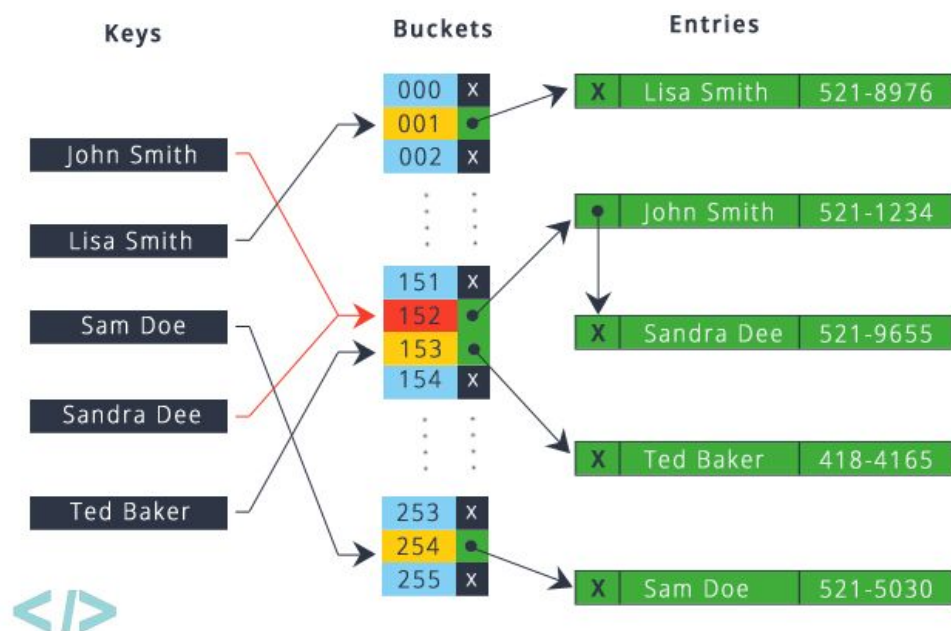 Keys
Buckets
Entries
John Smith
Lisa Smith
Sam Doe
Sandra Dee
Ted Baker
000 X
001
002 X
151 X
152
153
154 X
253 X
254
255 X
X Lisa Smith 521-8976
John Smith 521-1234
X Sandra Dee 521-9655
X Ted Baker 418-4165
X Sam Doe 521-5030
</>